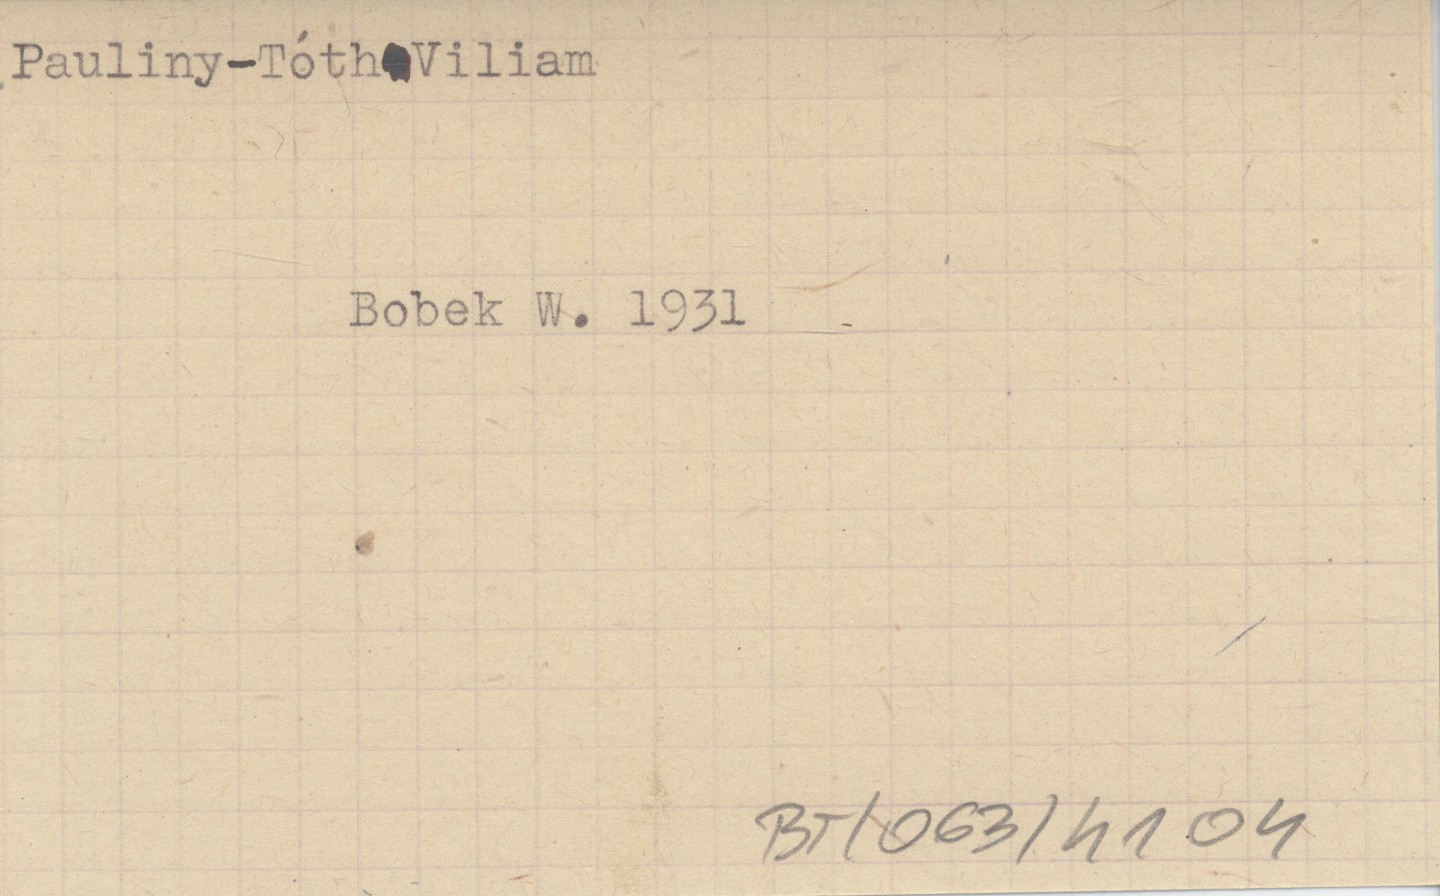 Pauliny-Tóth Viliam
Bobek W. 1931
BT/063/4104